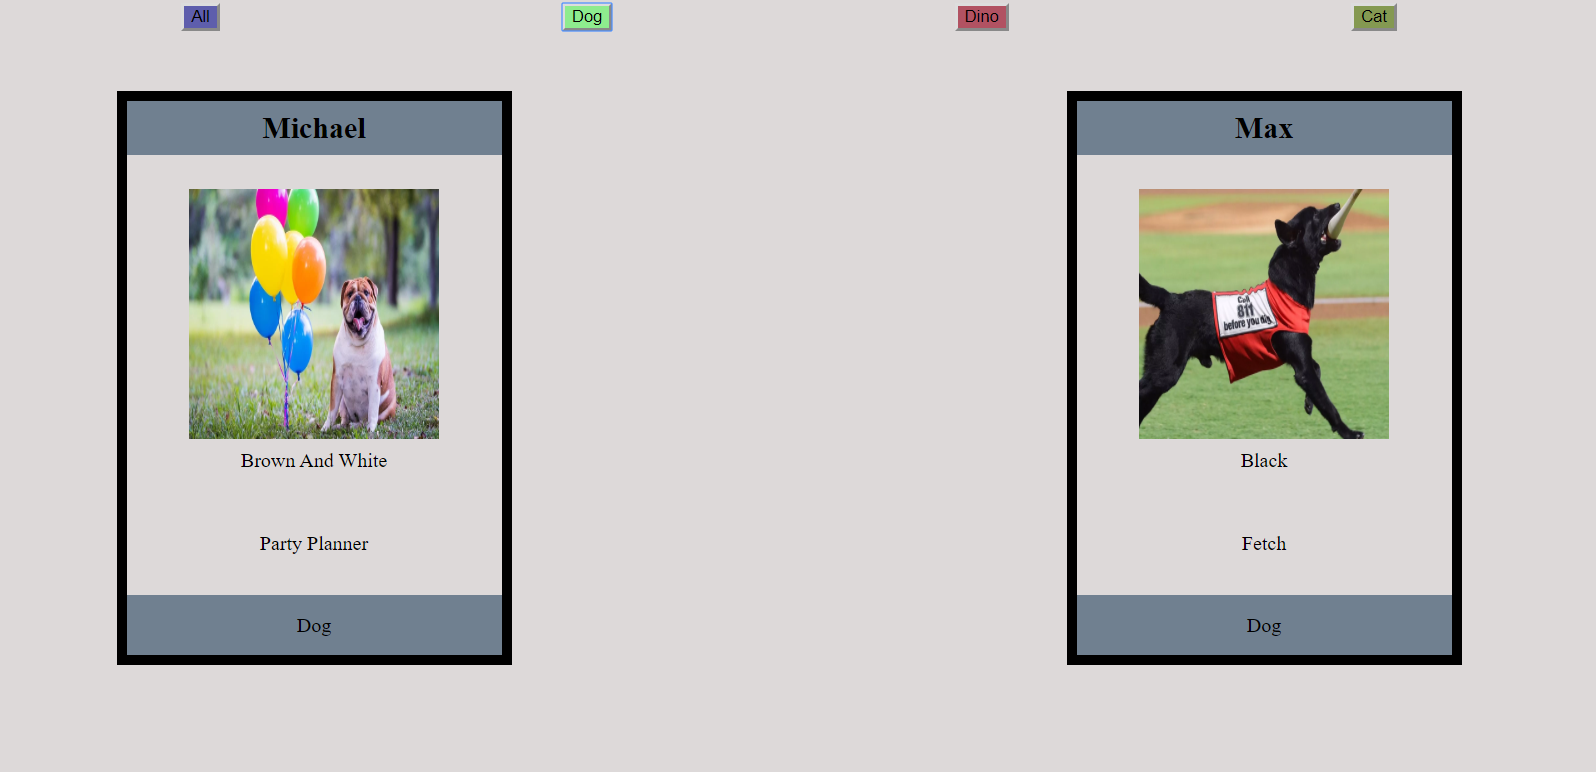 All
Dog
Dino
Cat
Michael
Brown And White
Party Planner
Dog
Max
Call
811
before you dig
Black
Fetch
Dog